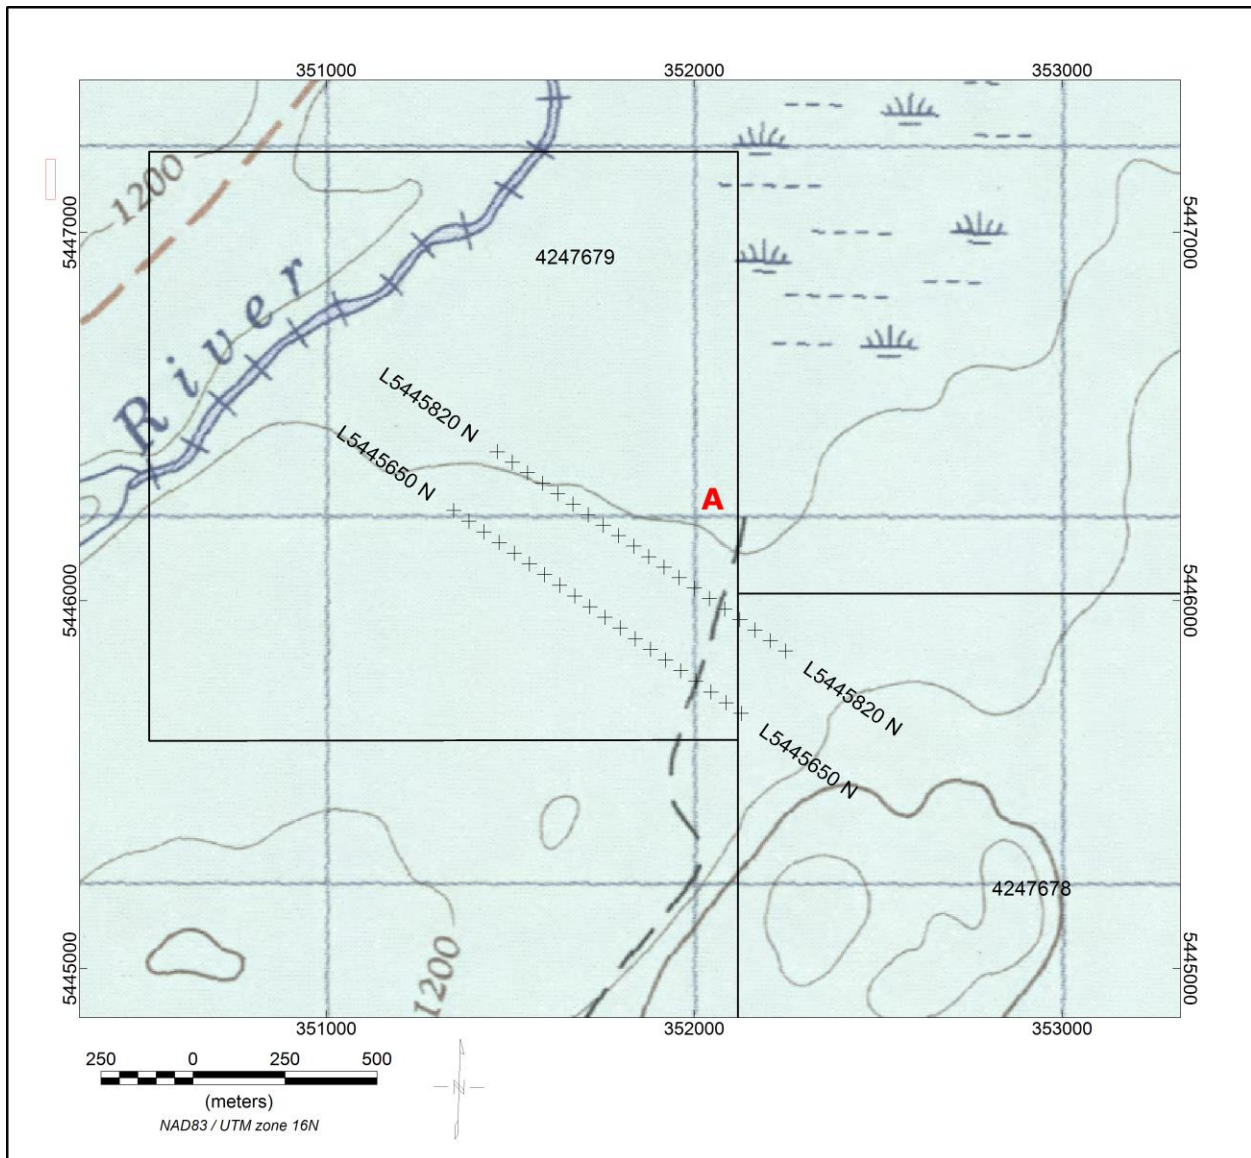 351000 352000 353000
1200
5447000 5447000
4247679
River
L5445820 N
L5445650 N
A
5446000 5446000
L5445820 N
L5445650 N
4247678
1200
5445000 5445000
351000 352000 353000
250 0 250 500
(meters)
NAD83 / UTM zone 16N
N